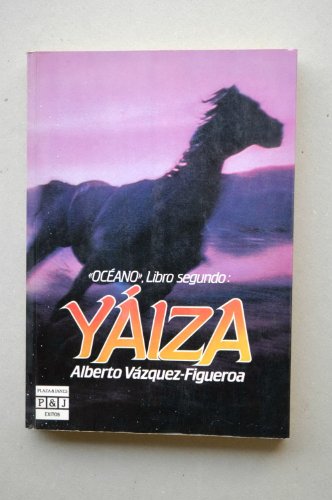 «OCÉANO», Libro segundo:
YÁIZA
Alberto Vázquez-Figueroa
PLAZA & JANES
P&J
EXITOS